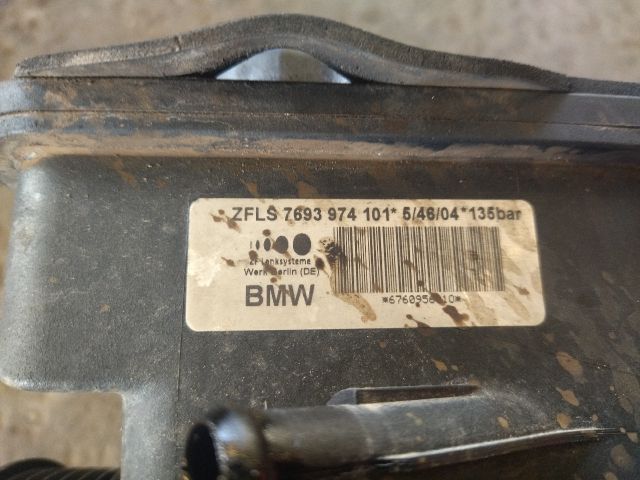 ZFLS 7693 974 101* 5/46/04*135bar
ZF Lenksysteme
Werk Berlin (DE)
BMW